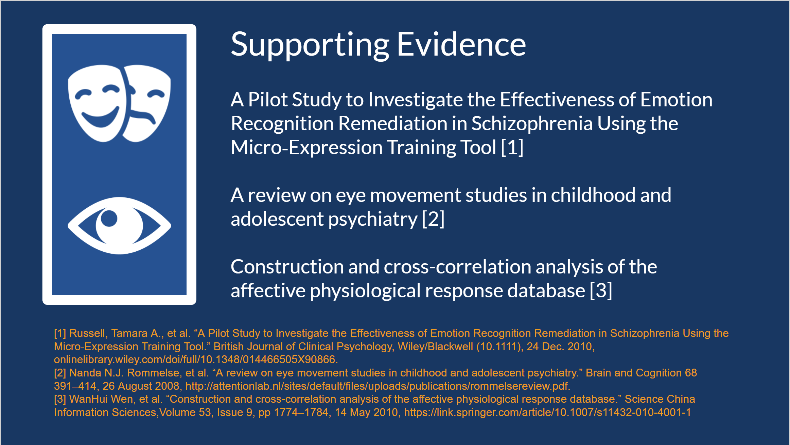 Supporting Evidence
A Pilot Study to Investigate the Effectiveness of Emotion
Recognition Remediation in Schizophrenia Using the
Micro-Expression Training Tool [1]
A review on eye movement studies in childhood and
adolescent psychiatry [2]
Construction and cross-correlation analysis of the
affective physiological response database [3]
[1] Russell, Tamara A., et al. “A Pilot Study to Investigate the Effectiveness of Emotion Recognition Remediation in Schizophrenia Using the
Micro-Expression Training Tool.” British Journal of Clinical Psychology, Wiley/Blackwell (10.1111), 24 Dec. 2010,
onlinelibrary.wiley.com/doi/full/10.1348/014466505X90866.
[2] Nanda N.J. Rommelse, et al. “A review on eye movement studies in childhood and adolescent psychiatry.” Brain and Cognition 68
391–414, 26 August 2008, http://attentionlab.nl/sites/default/files/uploads/publications/rommelsereview.pdf.
[3] WanHui Wen, et al. “Construction and cross-correlation analysis of the affective physiological response database.” Science China
Information Sciences,Volume 53, Issue 9, pp 1774–1784, 14 May 2010, https://link.springer.com/article/10.1007/s11432-010-4001-1